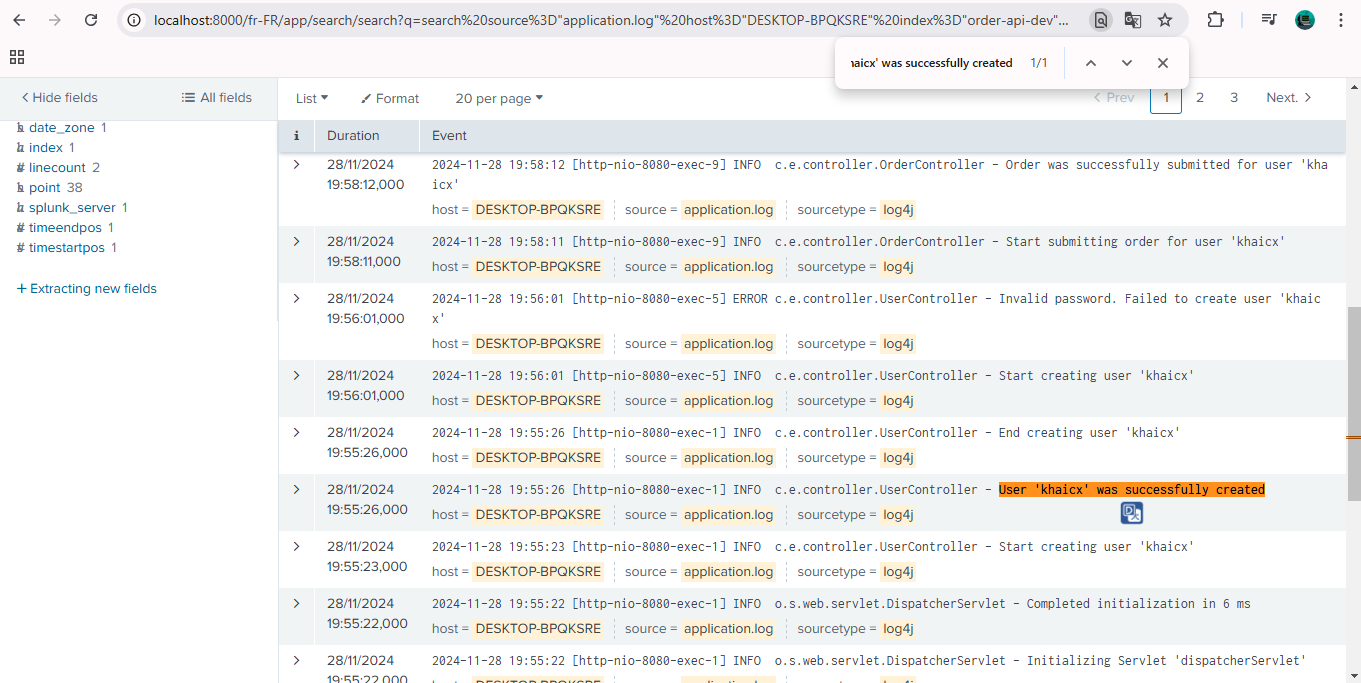 localhost:8000/fr-FR/app/search/search?q=search%20source%3D"application.log"%20host%3D"DESKTOP-BPQKSRE"%20index%3D"order-api-dev"...
haicx' was successfully created 1/1
Hide fields All fields
List Format 20 per page Prev 1 2 3 Next.
a date_zone 1
a index 1
# linecount 2
a point 38
a splunk_server 1
# timeendpos 1
# timestartpos 1
+ Extracting new fields
i Duration Event
28/11/2024
19:58:12,000
2024-11-28 19:58:12 [http-nio-8080-exec-9] INFO c.e.controller.OrderController - Order was successfully submitted for user 'kha
icx'
host = DESKTOP-BPQKSRE source = application.log sourcetype = log4j
28/11/2024
19:58:11,000
2024-11-28 19:58:11 [http-nio-8080-exec-9] INFO c.e.controller.OrderController - Start submitting order for user 'khaicx'
host = DESKTOP-BPQKSRE source = application.log sourcetype = log4j
28/11/2024
19:56:01,000
2024-11-28 19:56:01 [http-nio-8080-exec-5] ERROR c.e.controller.UserController - Invalid password. Failed to create user 'khaic
x'
host = DESKTOP-BPQKSRE source = application.log sourcetype = log4j
28/11/2024
19:56:01,000
2024-11-28 19:56:01 [http-nio-8080-exec-5] INFO c.e.controller.UserController - Start creating user 'khaicx'
host = DESKTOP-BPQKSRE source = application.log sourcetype = log4j
28/11/2024
19:55:26,000
2024-11-28 19:55:26 [http-nio-8080-exec-1] INFO c.e.controller.UserController - End creating user 'khaicx'
host = DESKTOP-BPQKSRE source = application.log sourcetype = log4j
28/11/2024
19:55:26,000
2024-11-28 19:55:26 [http-nio-8080-exec-1] INFO c.e.controller.UserController - User 'khaicx' was successfully created
host = DESKTOP-BPQKSRE source = application.log sourcetype = log4j
28/11/2024
19:55:23,000
2024-11-28 19:55:23 [http-nio-8080-exec-1] INFO c.e.controller.UserController - Start creating user 'khaicx'
host = DESKTOP-BPQKSRE source = application.log sourcetype = log4j
28/11/2024
19:55:22,000
2024-11-28 19:55:22 [http-nio-8080-exec-1] INFO o.s.web.servlet.DispatcherServlet - Completed initialization in 6 ms
host = DESKTOP-BPQKSRE source = application.log sourcetype = log4j
28/11/2024
19:55:22,000
2024-11-28 19:55:22 [http-nio-8080-exec-1] INFO o.s.web.servlet.DispatcherServlet - Initializing Servlet 'dispatcherServlet'